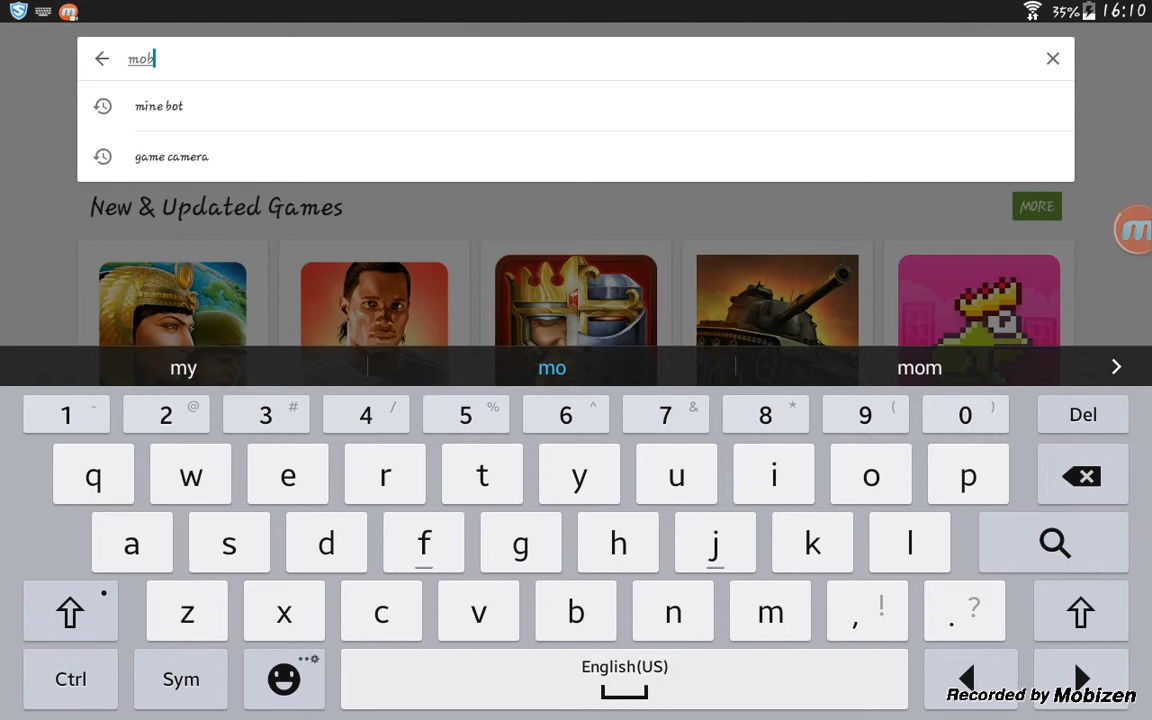 35% 16:10
mob
mine bot
game camera
New & Updated Games
MORE
my mo mom
1 - 2 @ 3 # 4 / 5 % 6 ^ 7 & 8 * 9 ( 0 ) Del
q w e r t y u i o p
a s d f g h j k l
z x c v b n m , ! . ?
Ctrl Sym English(US)
Recorded by Mobizen